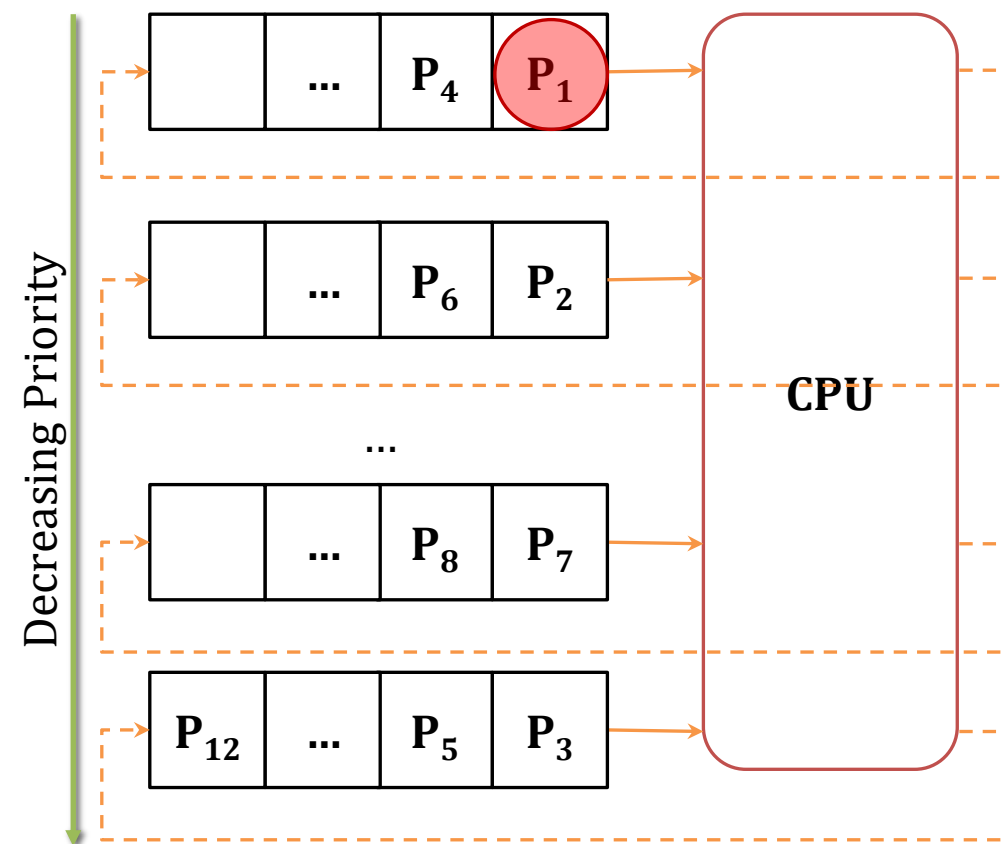 Decreasing Priority
... P₄ P₁
... P₆ P₂
CPU
...
... P₈ P₇
P₁₂ ... P₅ P₃